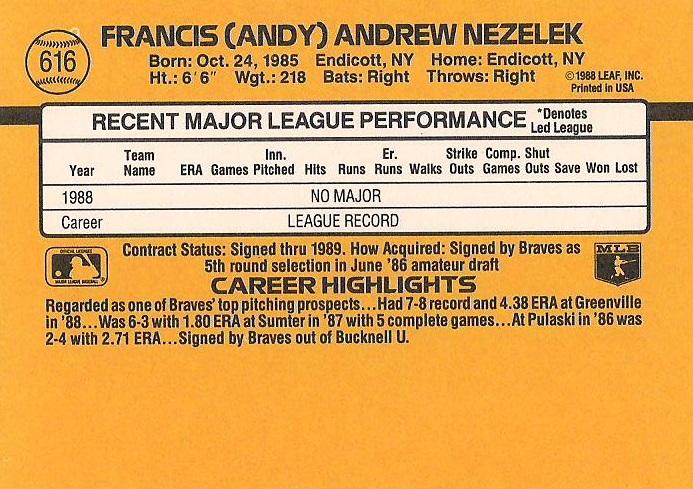 616
FRANCIS (ANDY) ANDREW NEZELEK
Born: Oct. 24, 1985 Endicott, NY Home: Endicott, NY
Ht.: 6'6" Wgt.: 218 Bats: Right Throws: Right
©1988 LEAF, INC.
Printed in USA
RECENT MAJOR LEAGUE PERFORMANCE *Denotes
Led League
Year Team Name ERA Games Inn. Pitched Hits Runs Er. Runs Walks Strike Outs Comp. Games Shut Outs Save Won Lost
1988 NO MAJOR
Career LEAGUE RECORD
OFFICIAL LICENSEE
MAJOR LEAGUE BASEBALL
Contract Status: Signed thru 1989. How Acquired: Signed by Braves as
5th round selection in June '86 amateur draft
MLB
CAREER HIGHLIGHTS
Regarded as one of Braves' top pitching prospects...Had 7-8 record and 4.38 ERA at Greenville
in '88...Was 6-3 with 1.80 ERA at Sumter in '87 with 5 complete games...At Pulaski in '86 was
2-4 with 2.71 ERA...Signed by Braves out of Bucknell U.